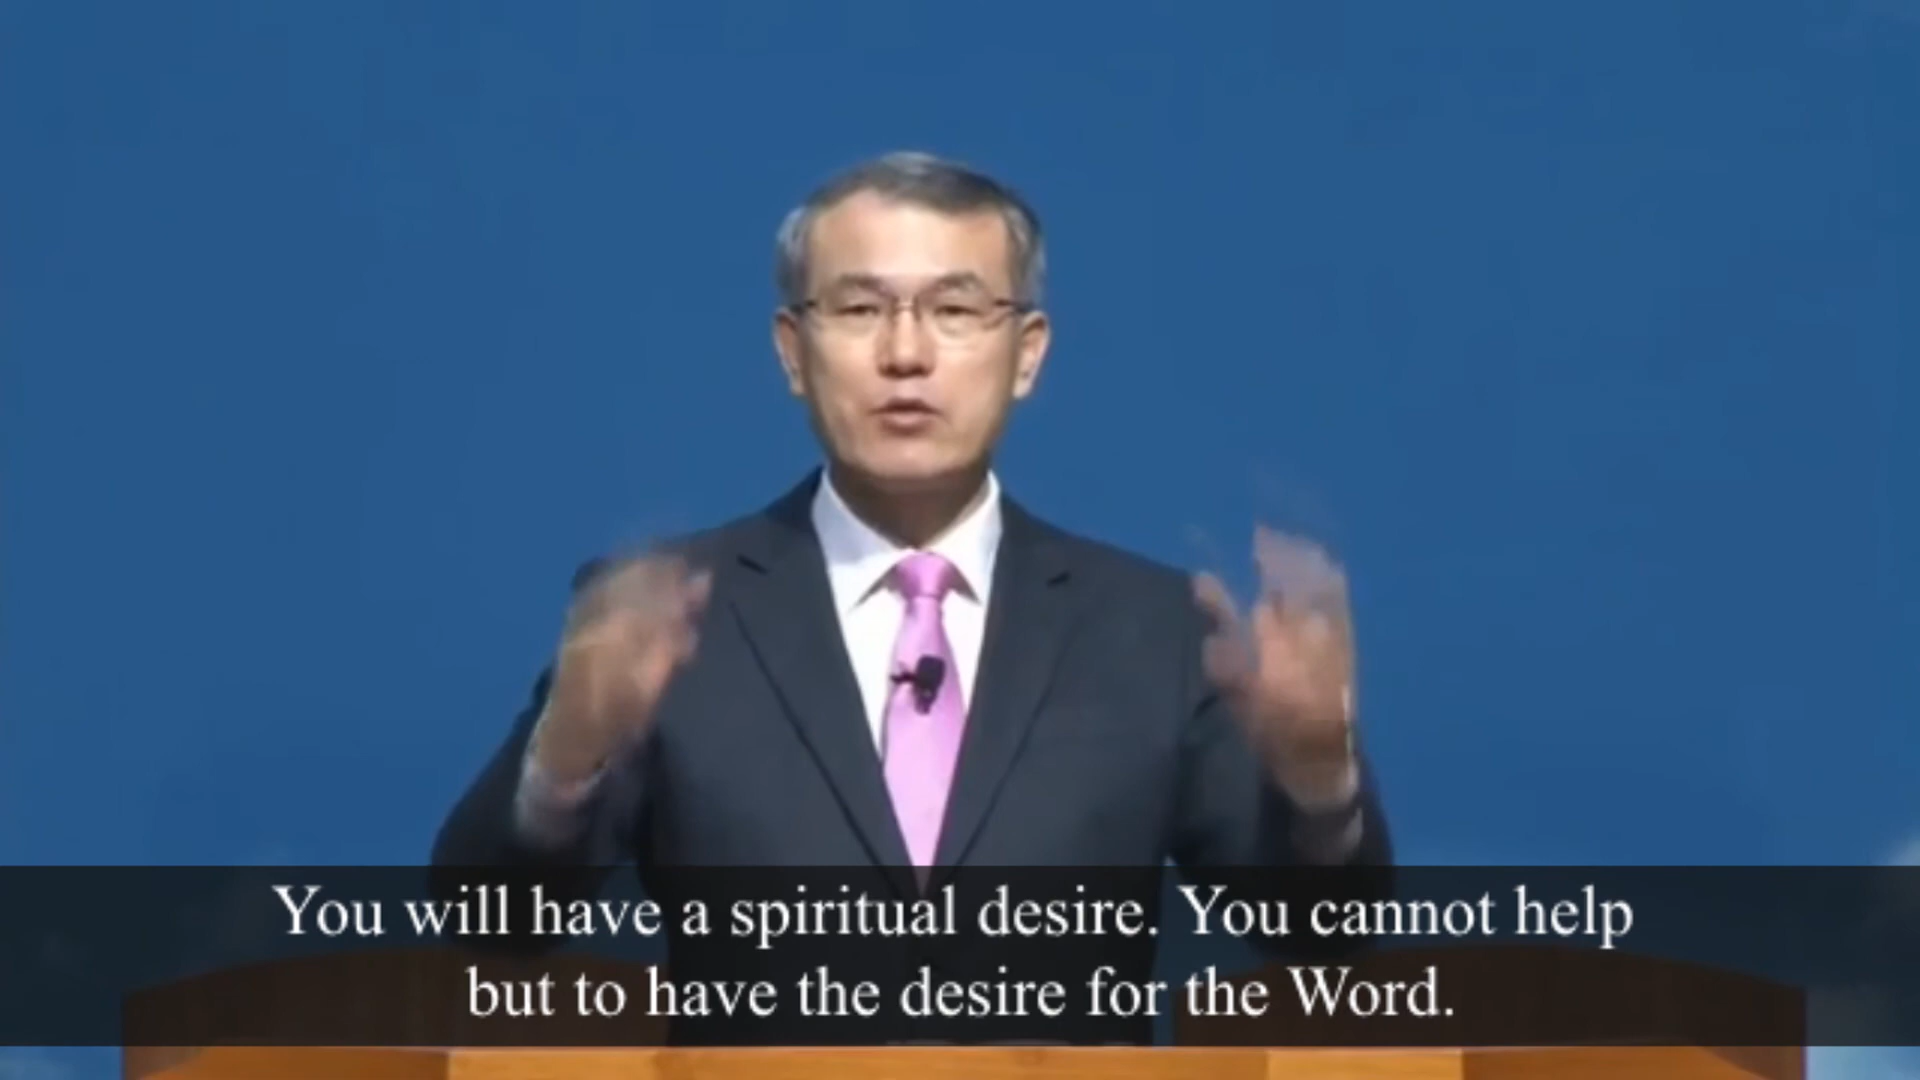 You will have a spiritual desire. You cannot help
but to have the desire for the Word.